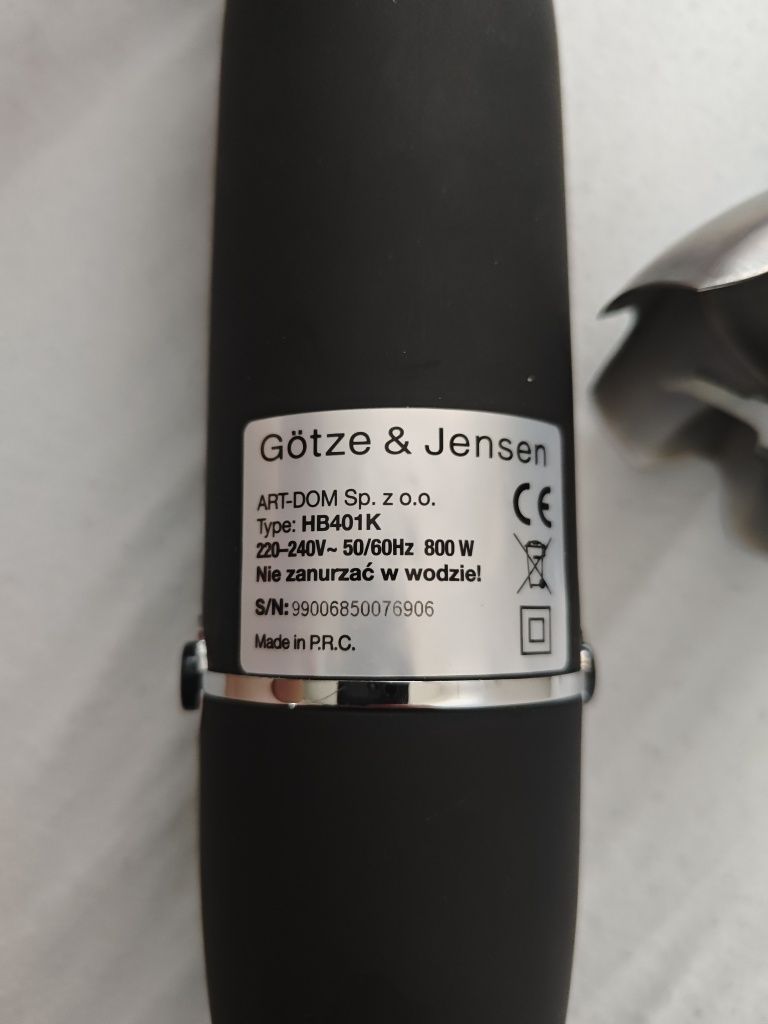 Götze & Jensen
ART-DOM Sp. z o.o.
Type: HB401K
220–240V~ 50/60Hz 800 W
Nie zanurzać w wodzie!
S/N: 99006850076906
Made in P.R.C.
CE